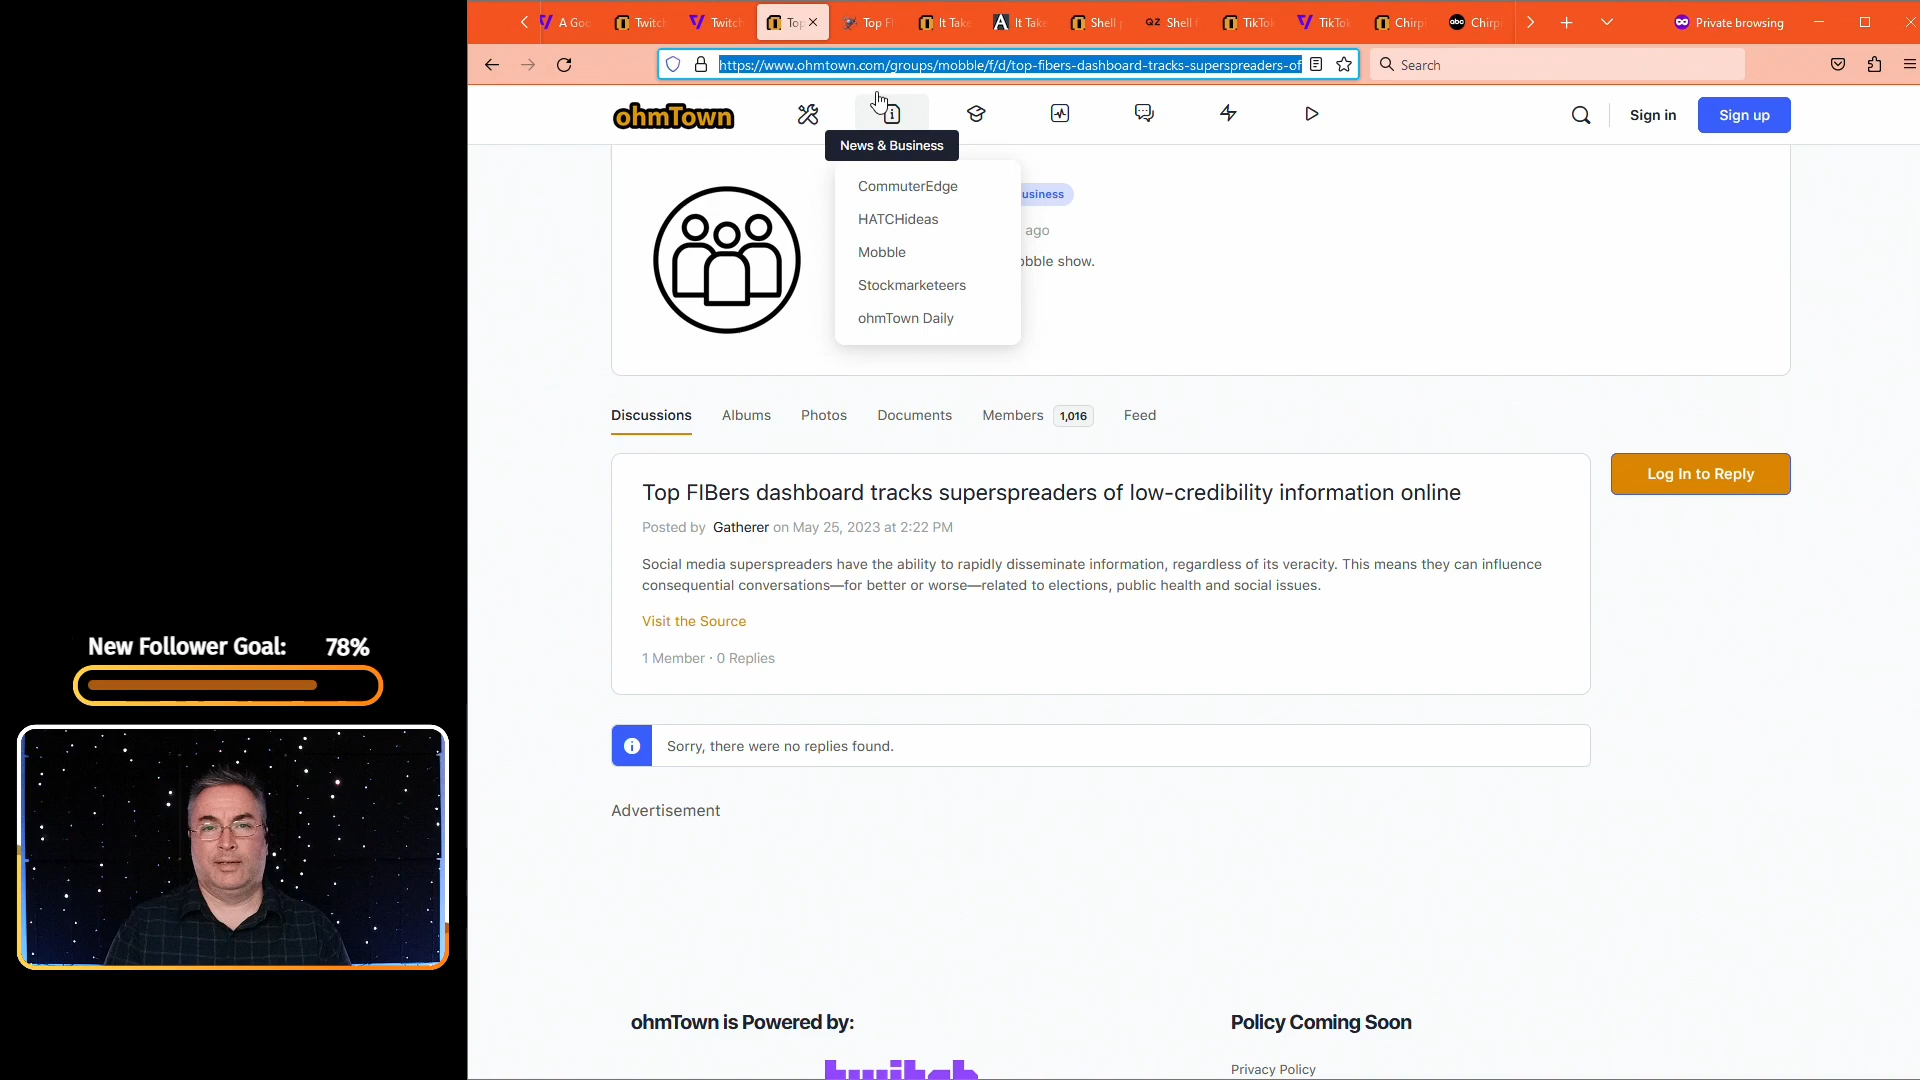 A Goo
Twitch
Twitch
Top
Top FI
It Take
It Take
Shell p
QZ Shell f
TikTok
TikTok
Chirp
abc Chirp
Private browsing
https://www.ohmtown.com/groups/mobble/f/d/top-fibers-dashboard-tracks-superspreaders-of
Search
ohmTown
Sign in
Sign up
News & Business
CommuterEdge
HATCHideas
Mobble
Stockmarketeers
ohmTown Daily
usiness
ago
obble show.
Discussions Albums Photos Documents Members 1,016 Feed
Top FIBers dashboard tracks superspreaders of low-credibility information online
Log In to Reply
Posted by Gatherer on May 25, 2023 at 2:22 PM
Social media superspreaders have the ability to rapidly disseminate information, regardless of its veracity. This means they can influence
consequential conversations—for better or worse—related to elections, public health and social issues.
Visit the Source
1 Member · 0 Replies
Sorry, there were no replies found.
Advertisement
New Follower Goal: 78%
ohmTown is Powered by:
Policy Coming Soon
twitch
Privacy Policy